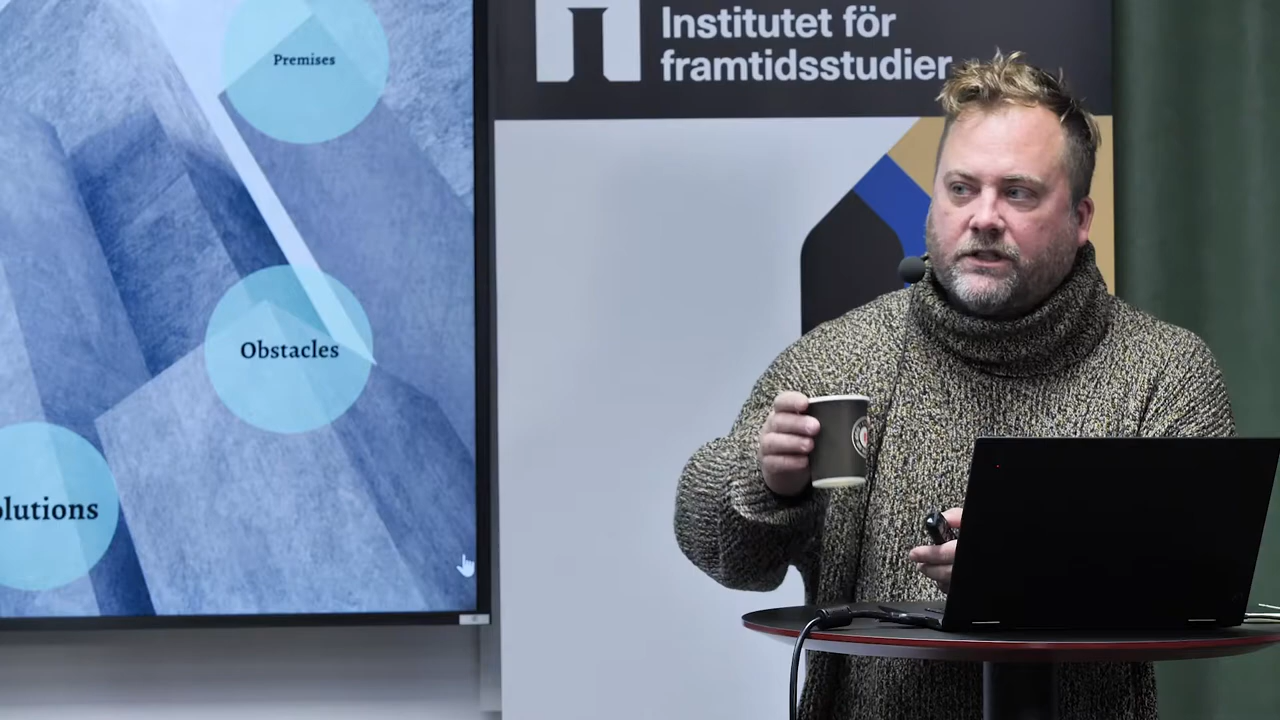 Premises
Obstacles
olutions
Institutet för
framtidsstudier